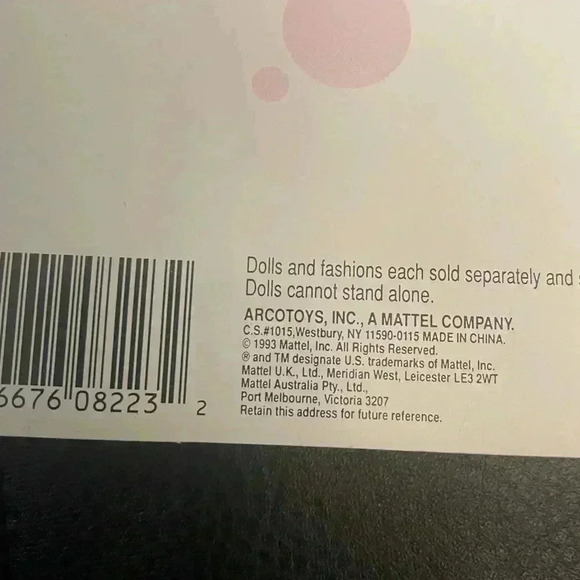 Dolls and fashions each sold separately and
Dolls cannot stand alone.
ARCOTOYS, INC., A MATTEL COMPANY.
C.S.#1015,Westbury, NY 11590-0115 MADE IN CHINA.
© 1993 Mattel, Inc. All Rights Reserved.
® and TM designate U.S. trademarks of Mattel, Inc.
Mattel U.K., Ltd., Meridian West, Leicester LE3 2WT
Mattel Australia Pty., Ltd.,
Port Melbourne, Victoria 3207
Retain this address for future reference.
6676 08223 2